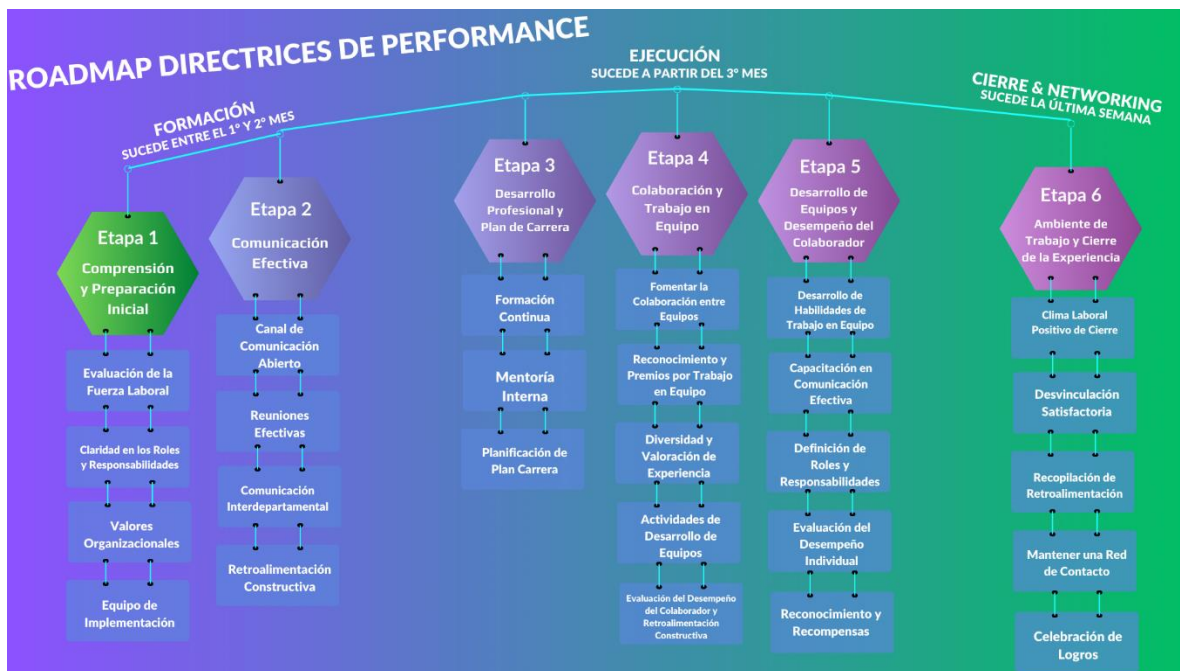 ROADMAP DIRECTRICES DE PERFORMANCE
FORMACIÓN
SUCEDE ENTRE EL 1º Y 2º MES
EJECUCIÓN
SUCEDE A PARTIR DEL 3º MES
CIERRE & NETWORKING
SUCEDE LA ÚLTIMA SEMANA
Etapa 1
Comprensión
y Preparación
Inicial
Evaluación de la
Fuerza Laboral
Claridad en los Roles
y Responsabilidades
Valores
Organizacionales
Equipo de
Implementación
Etapa 2
Comunicación
Efectiva
Canal de
Comunicación
Abierto
Reuniones
Efectivas
Comunicación
Interdepartamental
Retroalimentación
Constructiva
Etapa 3
Desarrollo
Profesional y
Plan de Carrera
Formación
Continua
Mentoría
Interna
Planificación de
Plan Carrera
Etapa 4
Colaboración y
Trabajo en
Equipo
Fomentar la
Colaboración entre
Equipos
Reconocimiento y
Premios por Trabajo
en Equipo
Diversidad y
Valoración de
Experiencia
Actividades de
Desarrollo de
Equipos
Evaluación del Desempeño
del Colaborador y
Retroalimentación
Constructiva
Etapa 5
Desarrollo de
Equipos y
Desempeño del
Colaborador
Desarrollo de
Habilidades de
Trabajo en Equipo
Capacitación en
Comunicación
Efectiva
Definición de
Roles y
Responsabilidades
Evaluación del
Desempeño
Individual
Reconocimiento y
Recompensas
Etapa 6
Ambiente de
Trabajo y Cierre
de la Experiencia
Clima Laboral
Positivo de Cierre
Desvinculación
Satisfactoria
Recopilación de
Retroalimentación
Mantener una Red
de Contacto
Celebración de
Logros